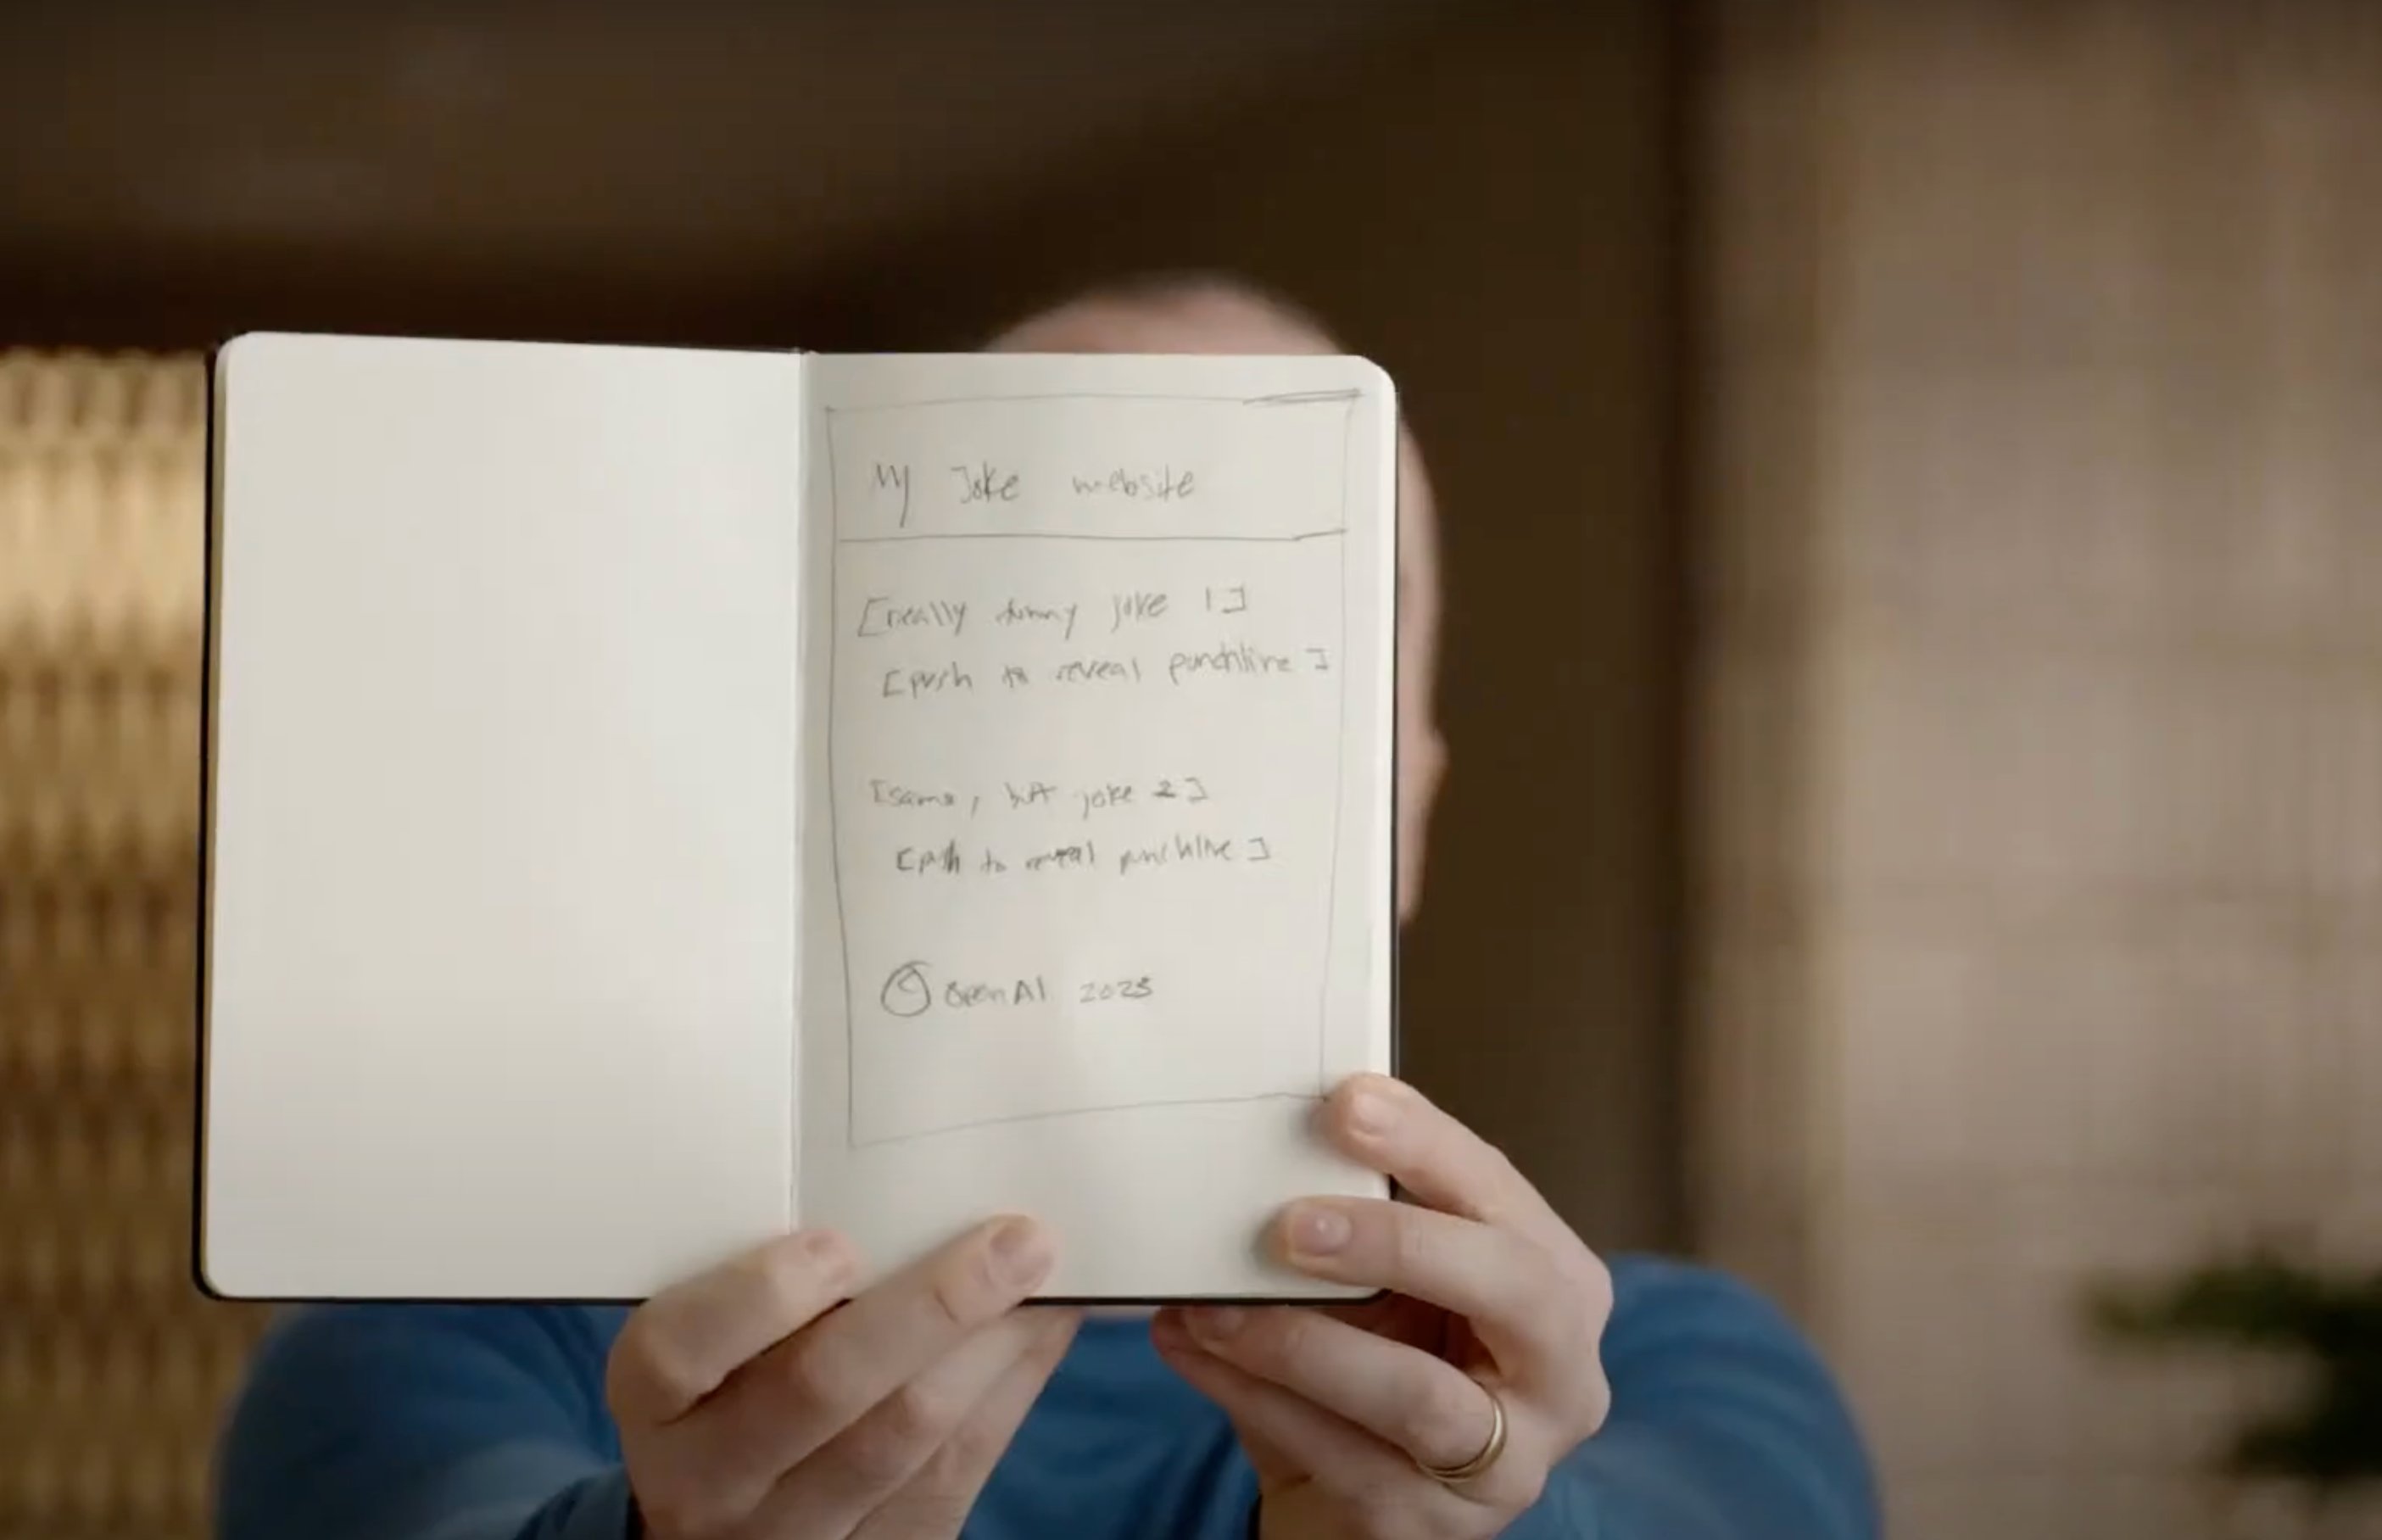 My Joke website
[really funny joke 1]
[push to reveal punchline]
[same, but joke 2]
[push to reveal punchline]
© OpenAI 2023